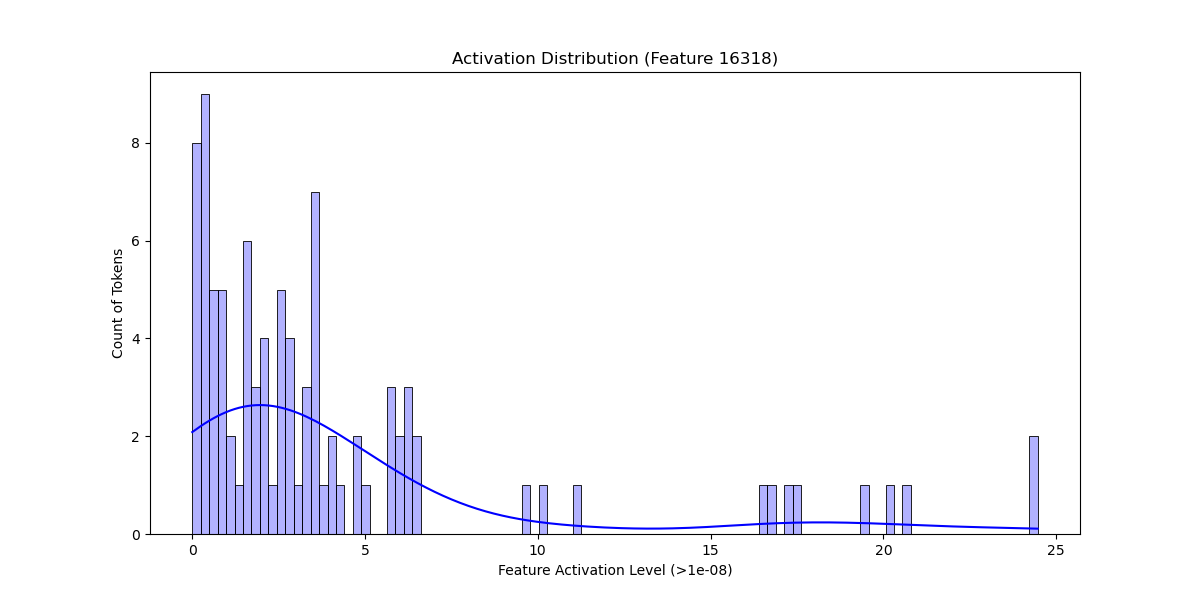 Activation Distribution (Feature 16318)
Count of Tokens
8
6
4
2
0
0 5 10 15 20 25
Feature Activation Level (>1e-08)